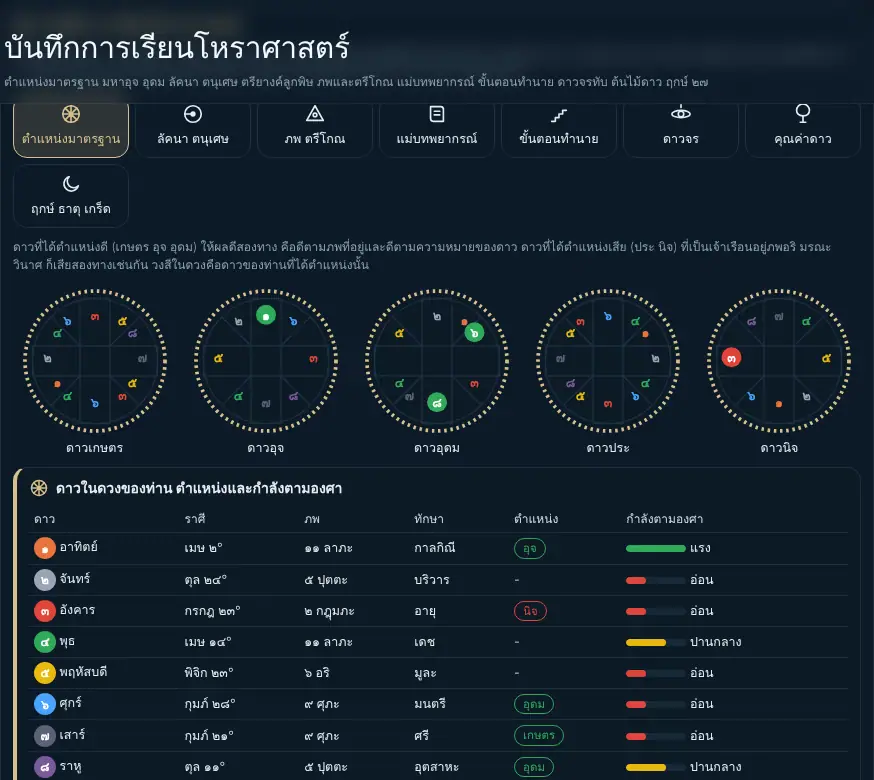 บันทึกการเรียนโหราศาสตร์
ตำแหน่งมาตรฐาน มหาอุจ อุดม ลัคนา ตนุเศษ ตรียางค์ลูกพิษ ภพและตรีโกณ แม่บทพยากรณ์ ขั้นตอนทำนาย ดาวจรทับ ต้นไม้ดาว ฤกษ์ ๒๗
ตำแหน่งมาตรฐาน ลัคนา ตนุเศษ ภพ ตรีโกณ แม่บทพยากรณ์ ขั้นตอนทำนาย ดาวจร คุณค่าดาว
ฤกษ์ ธาตุ เกร็ด
ดาวที่ได้ตำแหน่งดี (เกษตร อุจ อุดม) ให้ผลดีสองทาง คือดีตามภพที่อยู่และดีตามความหมายของดาว ดาวที่ได้ตำแหน่งเสีย (ประ นิจ) ที่เป็นเจ้าเรือนอยู่ภพอริ มรณะ
วินาศ ก็เสียสองทางเช่นกัน วงสีในดวงคือดาวของท่านที่ได้ตำแหน่งนั้น
๖ ๓ ๕ ๔ ๘ ๒ ๗ ๑ ๕ ๔ ๖ ๓
๒ ๑ ๖ ๕ ๓ ๔ ๗ ๘
๒ ๑ ๖ ๕ ๔ ๗ ๓ ๘
๓ ๖ ๔ ๕ ๑ ๗ ๒ ๘ ๔ ๕ ๓ ๖
๘ ๗ ๔ ๓ ๕ ๖ ๑ ๒
ดาวเกษตร ดาวอุจ ดาวอุดม ดาวประ ดาวนิจ
ดาวในดวงของท่าน ตำแหน่งและกำลังตามองศา
ดาว ราศี ภพ ทักษา ตำแหน่ง กำลังตามองศา
๑ อาทิตย์ เมษ ๒° ๑๑ ลาภะ กาลกิณี อุจ แรง
๒ จันทร์ ตุล ๒๔° ๕ ปุตตะ บริวาร - อ่อน
๓ อังคาร กรกฎ ๒๓° ๒ กฎุมภะ อายุ นิจ อ่อน
๔ พุธ เมษ ๑๔° ๑๑ ลาภะ เดช - ปานกลาง
๕ พฤหัสบดี พิจิก ๒๓° ๖ อริ มูละ - อ่อน
๖ ศุกร์ กุมภ์ ๒๘° ๙ ศุภะ มนตรี อุดม อ่อน
๗ เสาร์ กุมภ์ ๒๑° ๙ ศุภะ ศรี เกษตร อ่อน
๘ ราหู ตุล ๑๑° ๕ ปุตตะ อุตสาหะ อุดม ปานกลาง